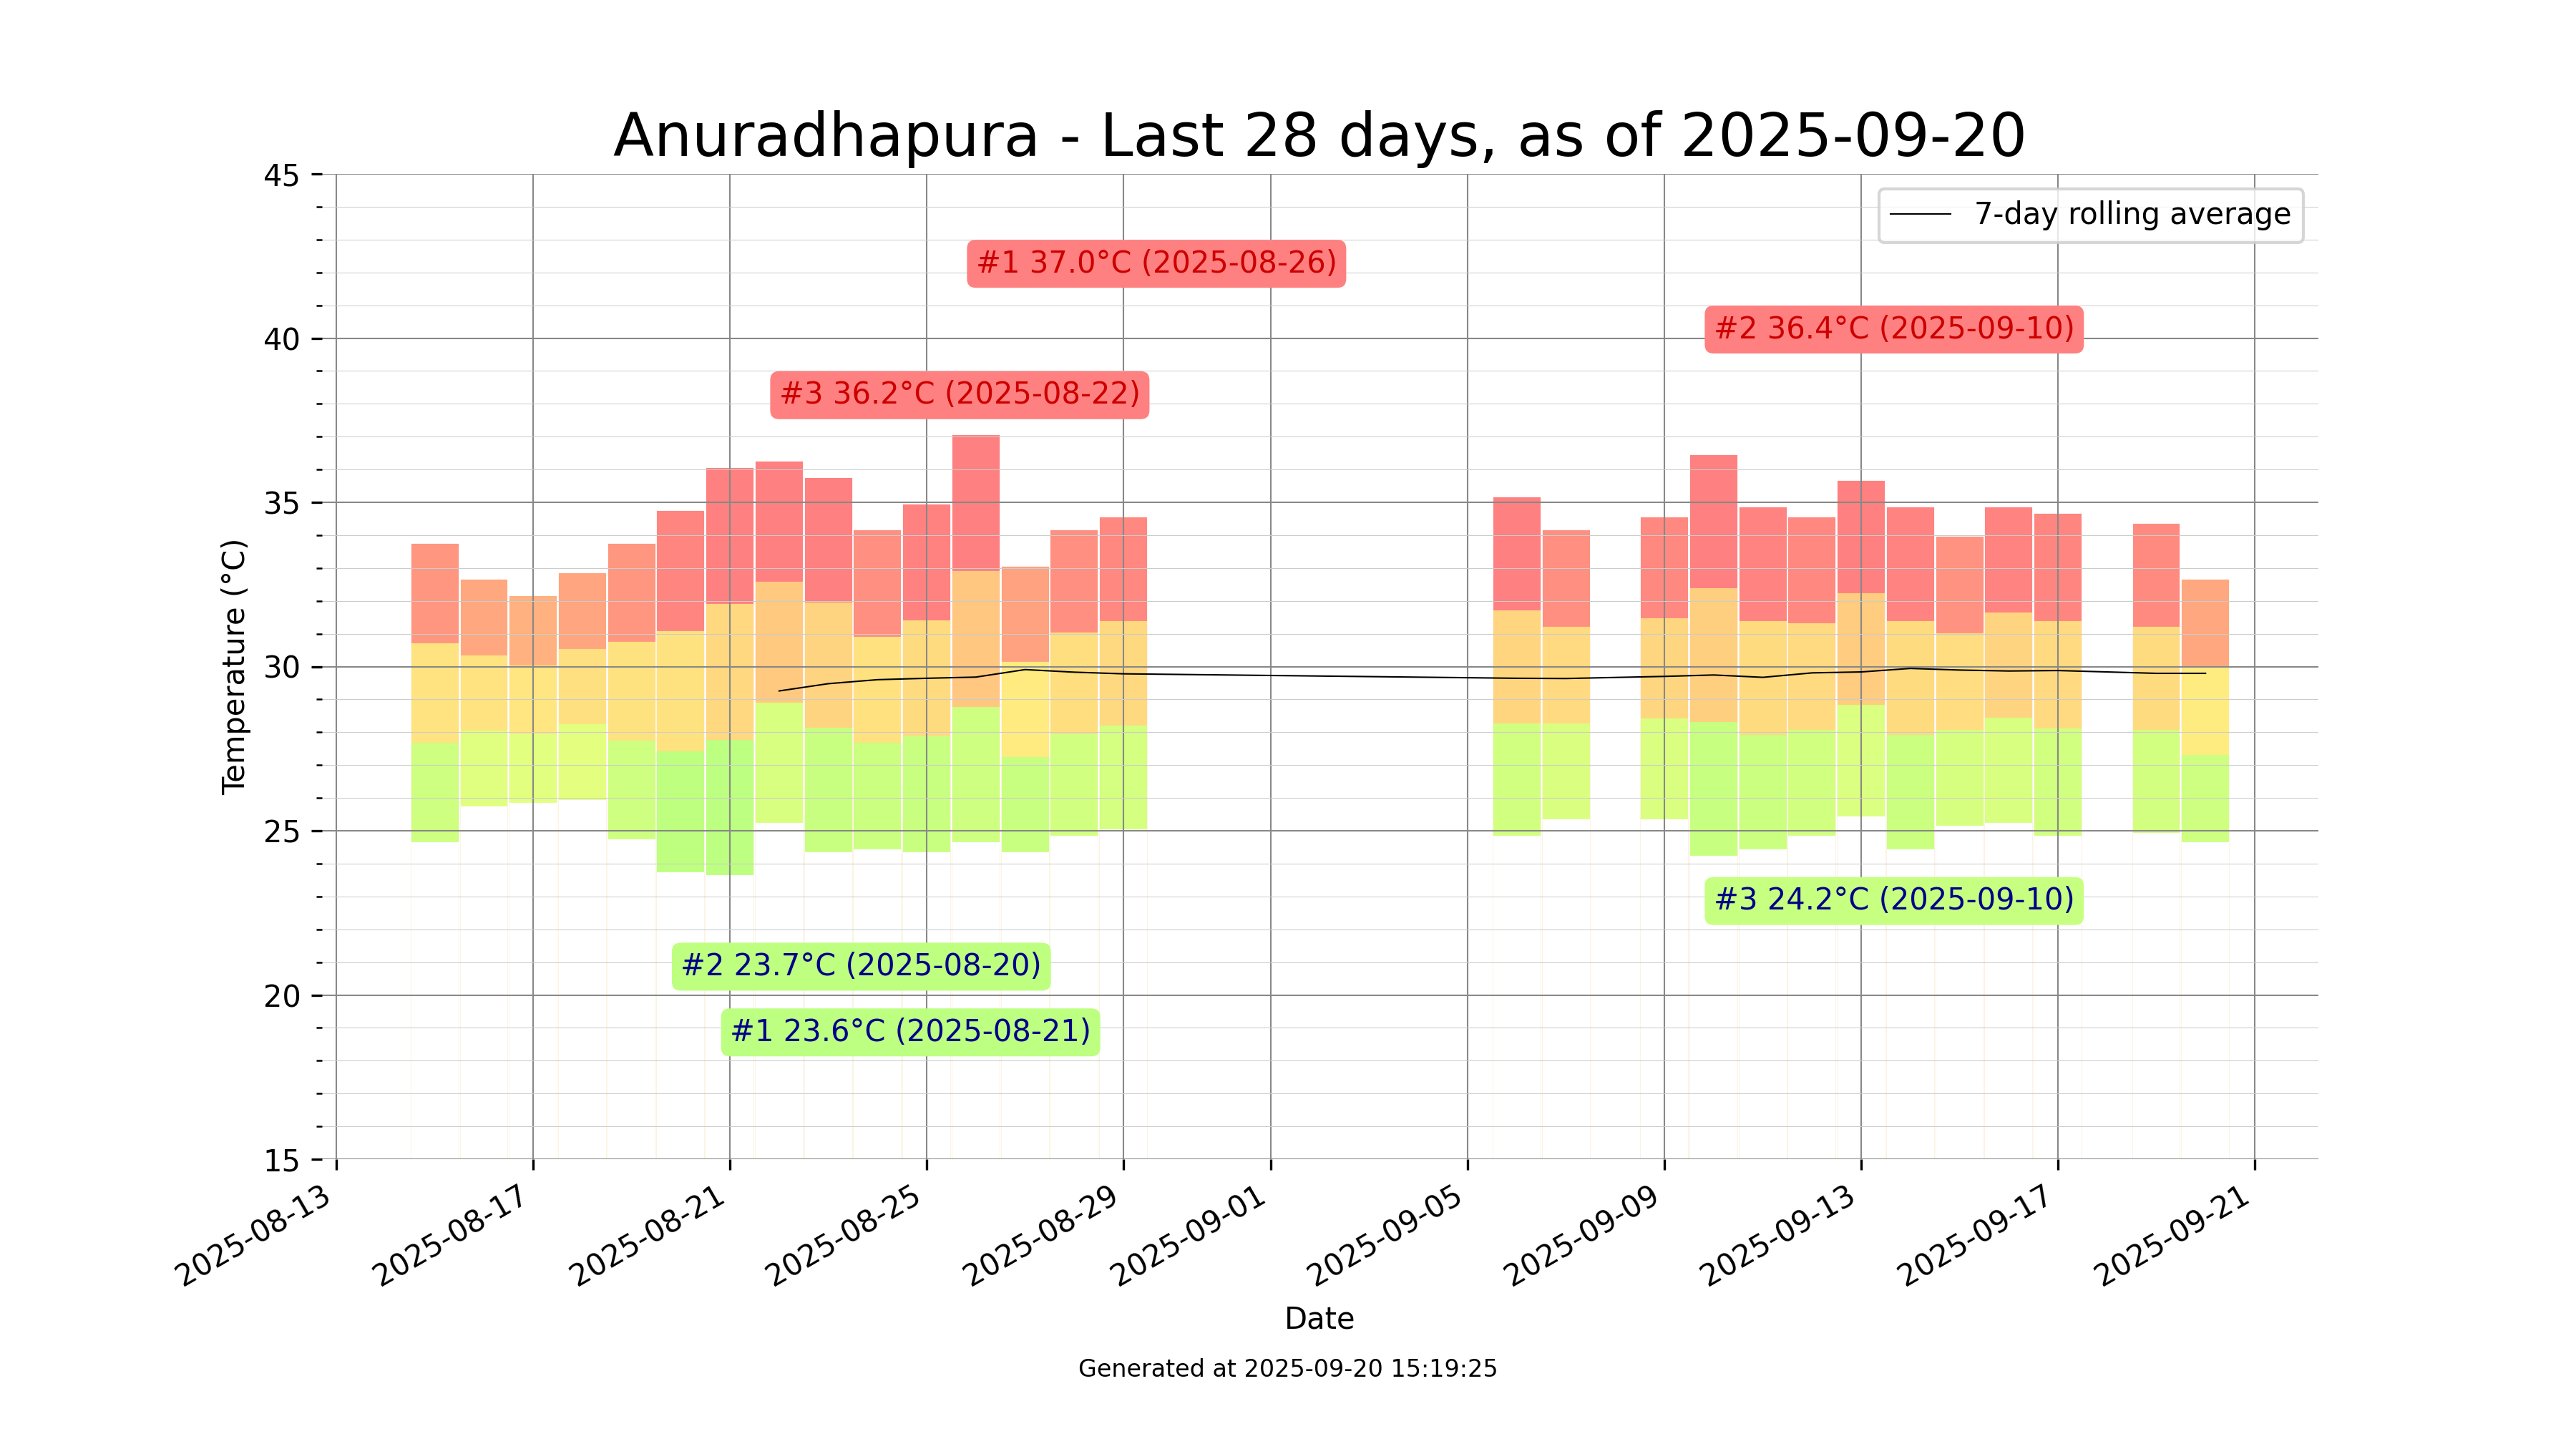 Anuradhapura - Last 28 days, as of 2025-09-20
45
7-day rolling average
#1 37.0°C (2025-08-26)
#2 36.4°C (2025-09-10)
40
#3 36.2°C (2025-08-22)
35
Temperature (°C)
30
25
#3 24.2°C (2025-09-10)
#2 23.7°C (2025-08-20)
20
#1 23.6°C (2025-08-21)
15
2025-08-13
2025-08-17
2025-08-21
2025-08-25
2025-08-29
2025-09-01
2025-09-05
2025-09-09
2025-09-13
2025-09-17
2025-09-21
Date
Generated at 2025-09-20 15:19:25